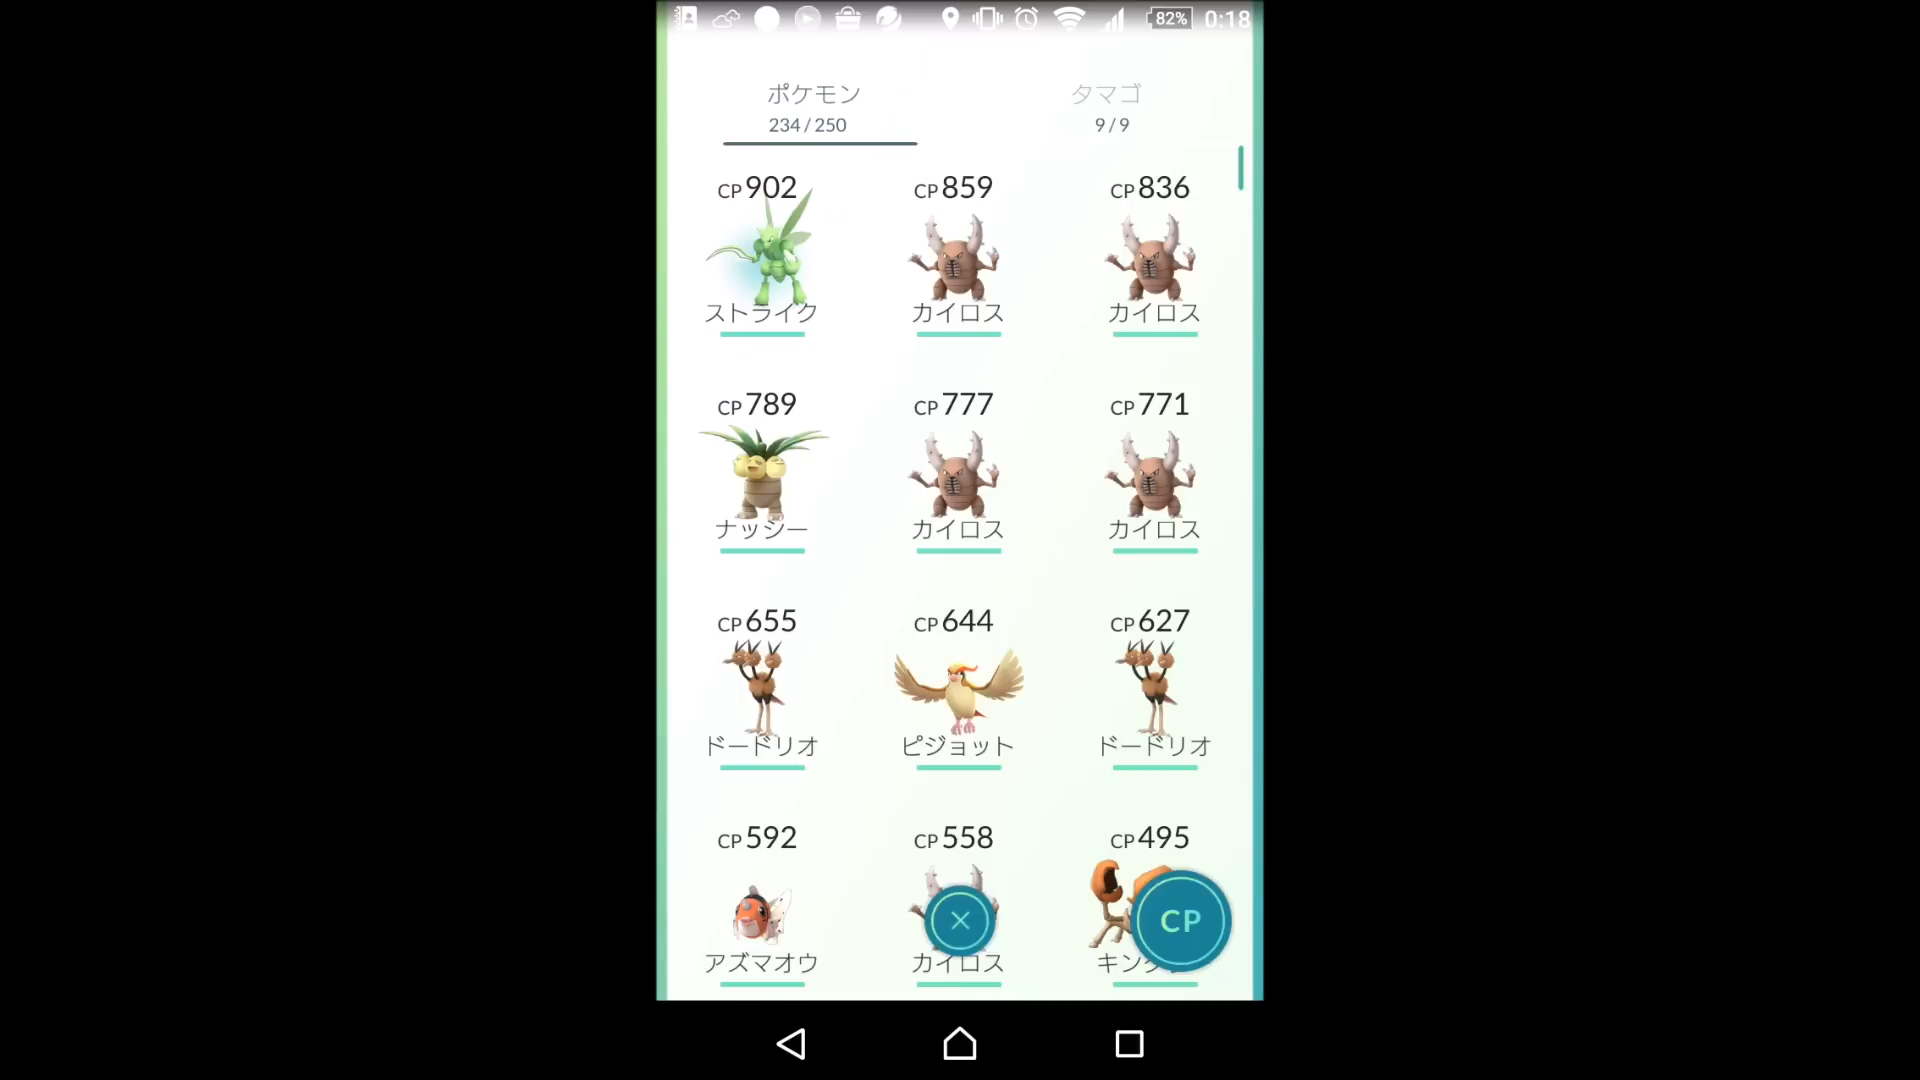 82% 0:18
ポケモン タマゴ
234/250 9/9
CP902 CP859 CP836
ストライク カイロス カイロス
CP789 CP777 CP771
ナッシー カイロス カイロス
CP655 CP644 CP627
ドードリオ ピジョット ドードリオ
CP592 CP558 CP495
CP
アズマオウ カイロス キング